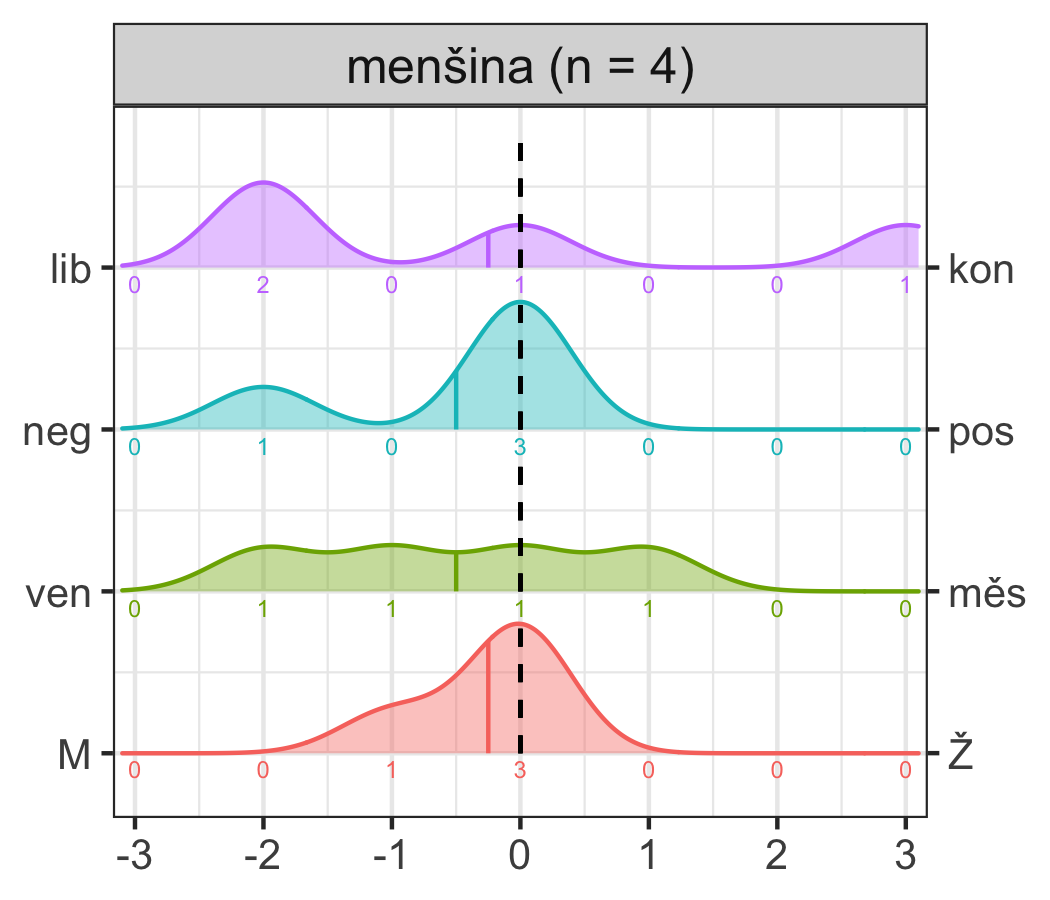 menšina (n = 4)
lib kon
0 2 0 1 0 0 1
neg pos
0 1 0 3 0 0 0
ven měs
0 1 1 1 1 0 0
M Ž
0 0 1 3 0 0 0
-3 -2 -1 0 1 2 3